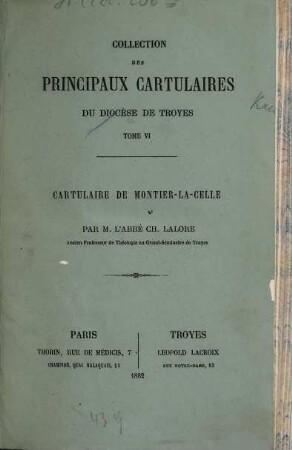 COLLECTION
DES
PRINCIPAUX CARTULAIRES
DU DIOCÈSE DE TROYES
TOME VI
CARTULAIRE DE MONTIER-LA-CELLE
PAR M. L'ABBÉ CH. LALORE
Ancien Professeur de Théologie au Grand-Séminaire de Troyes
PARIS
THORIN, RUE DE MÉDICIS, 7
CHAMPION, QUAI MALAQUAIS, 15
TROYES
LEOPOLD LACROIX
RUE NOTRE-DAME, 83
1882